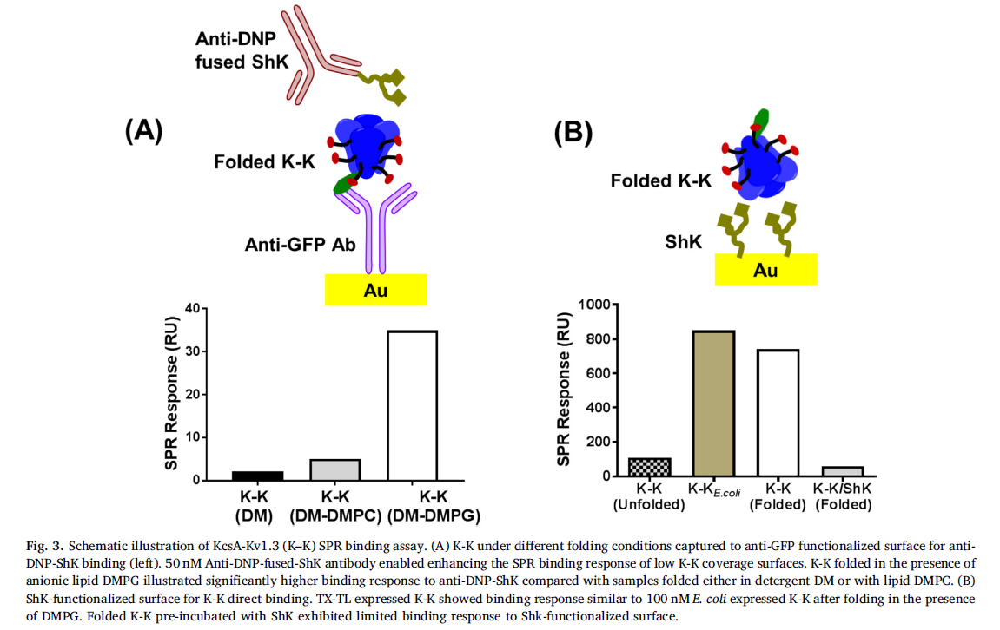 Anti-DNP
fused ShK
(A)
Folded K-K
Anti-GFP Ab
Au
SPR Response (RU)
40
30
20
10
0
K-K
(DM)
K-K
(DM-DMPC)
K-K
(DM-DMPG)
(B)
Folded K-K
ShK
Au
SPR Response (RU)
1000
800
600
400
200
0
K-K
(Unfolded)
K-KE.coli
K-K
(Folded)
K-K/ShK
(Folded)
Fig. 3. Schematic illustration of KcsA-Kv1.3 (K–K) SPR binding assay. (A) K-K under different folding conditions captured to anti-GFP functionalized surface for anti-
DNP-ShK binding (left). 50 nM Anti-DNP-fused-ShK antibody enabled enhancing the SPR binding response of low K-K coverage surfaces. K-K folded in the presence of
anionic lipid DMPG illustrated significantly higher binding response to anti-DNP-ShK compared with samples folded either in detergent DM or with lipid DMPC. (B)
ShK-functionalized surface for K-K direct binding. TX-TL expressed K-K showed binding response similar to 100 nM E. coli expressed K-K after folding in the presence
of DMPG. Folded K-K pre-incubated with ShK exhibited limited binding response to Shk-functionalized surface.